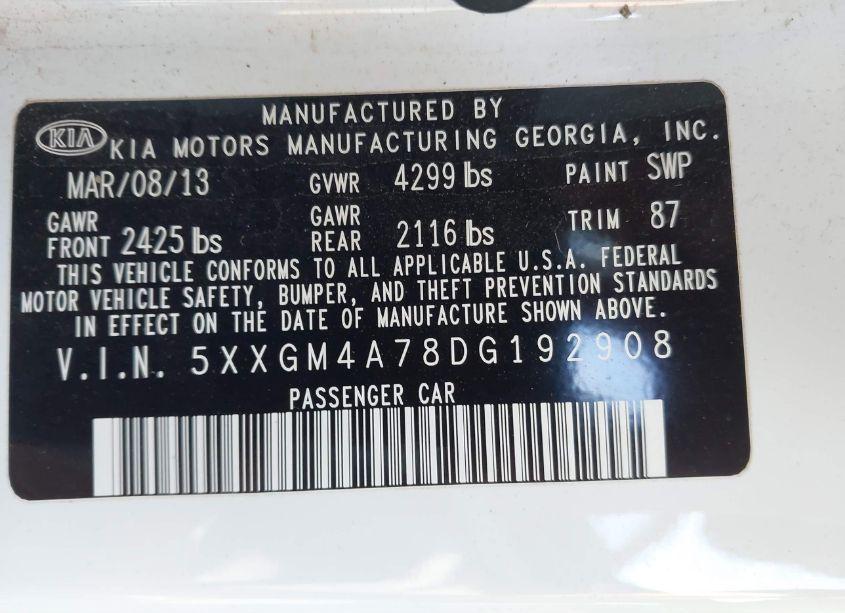 MANUFACTURED BY
KIA KIA MOTORS MANUFACTURING GEORGIA, INC.
MAR/08/13 GVWR 4299 lbs PAINT SWP
GAWR FRONT 2425 lbs GAWR REAR 2116 lbs TRIM 87
THIS VEHICLE CONFORMS TO ALL APPLICABLE U.S.A. FEDERAL
MOTOR VEHICLE SAFETY, BUMPER, AND THEFT PREVENTION STANDARDS
IN EFFECT ON THE DATE OF MANUFACTURE SHOWN ABOVE.
V.I.N. 5XXGM4A78DG192908
PASSENGER CAR